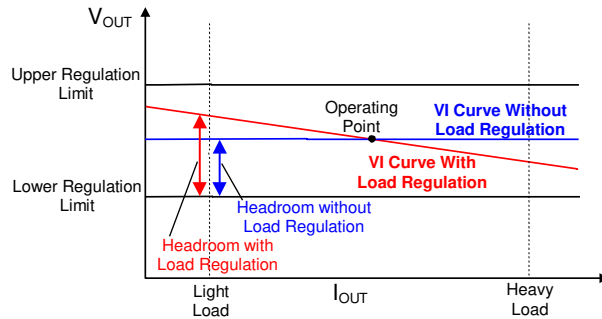 VOUT
Upper Regulation
Limit
Operating
Point
VI Curve Without
Load Regulation
VI Curve With
Load Regulation
Lower Regulation
Limit
Headroom without
Load Regulation
Headroom with
Load Regulation
Light
Load
IOUT
Heavy
Load